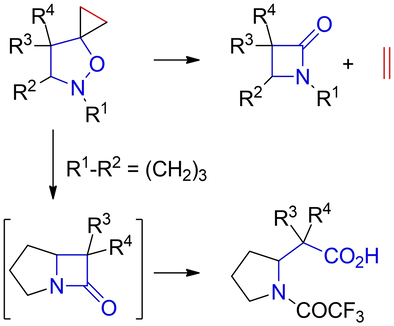 R⁴
R³
O
R²
N
R¹
R⁴
R³
O
R²
N
R¹
+
R¹-R² = (CH₂)₃
R³
R⁴
N
O
R³
R⁴
CO₂H
N
COCF₃